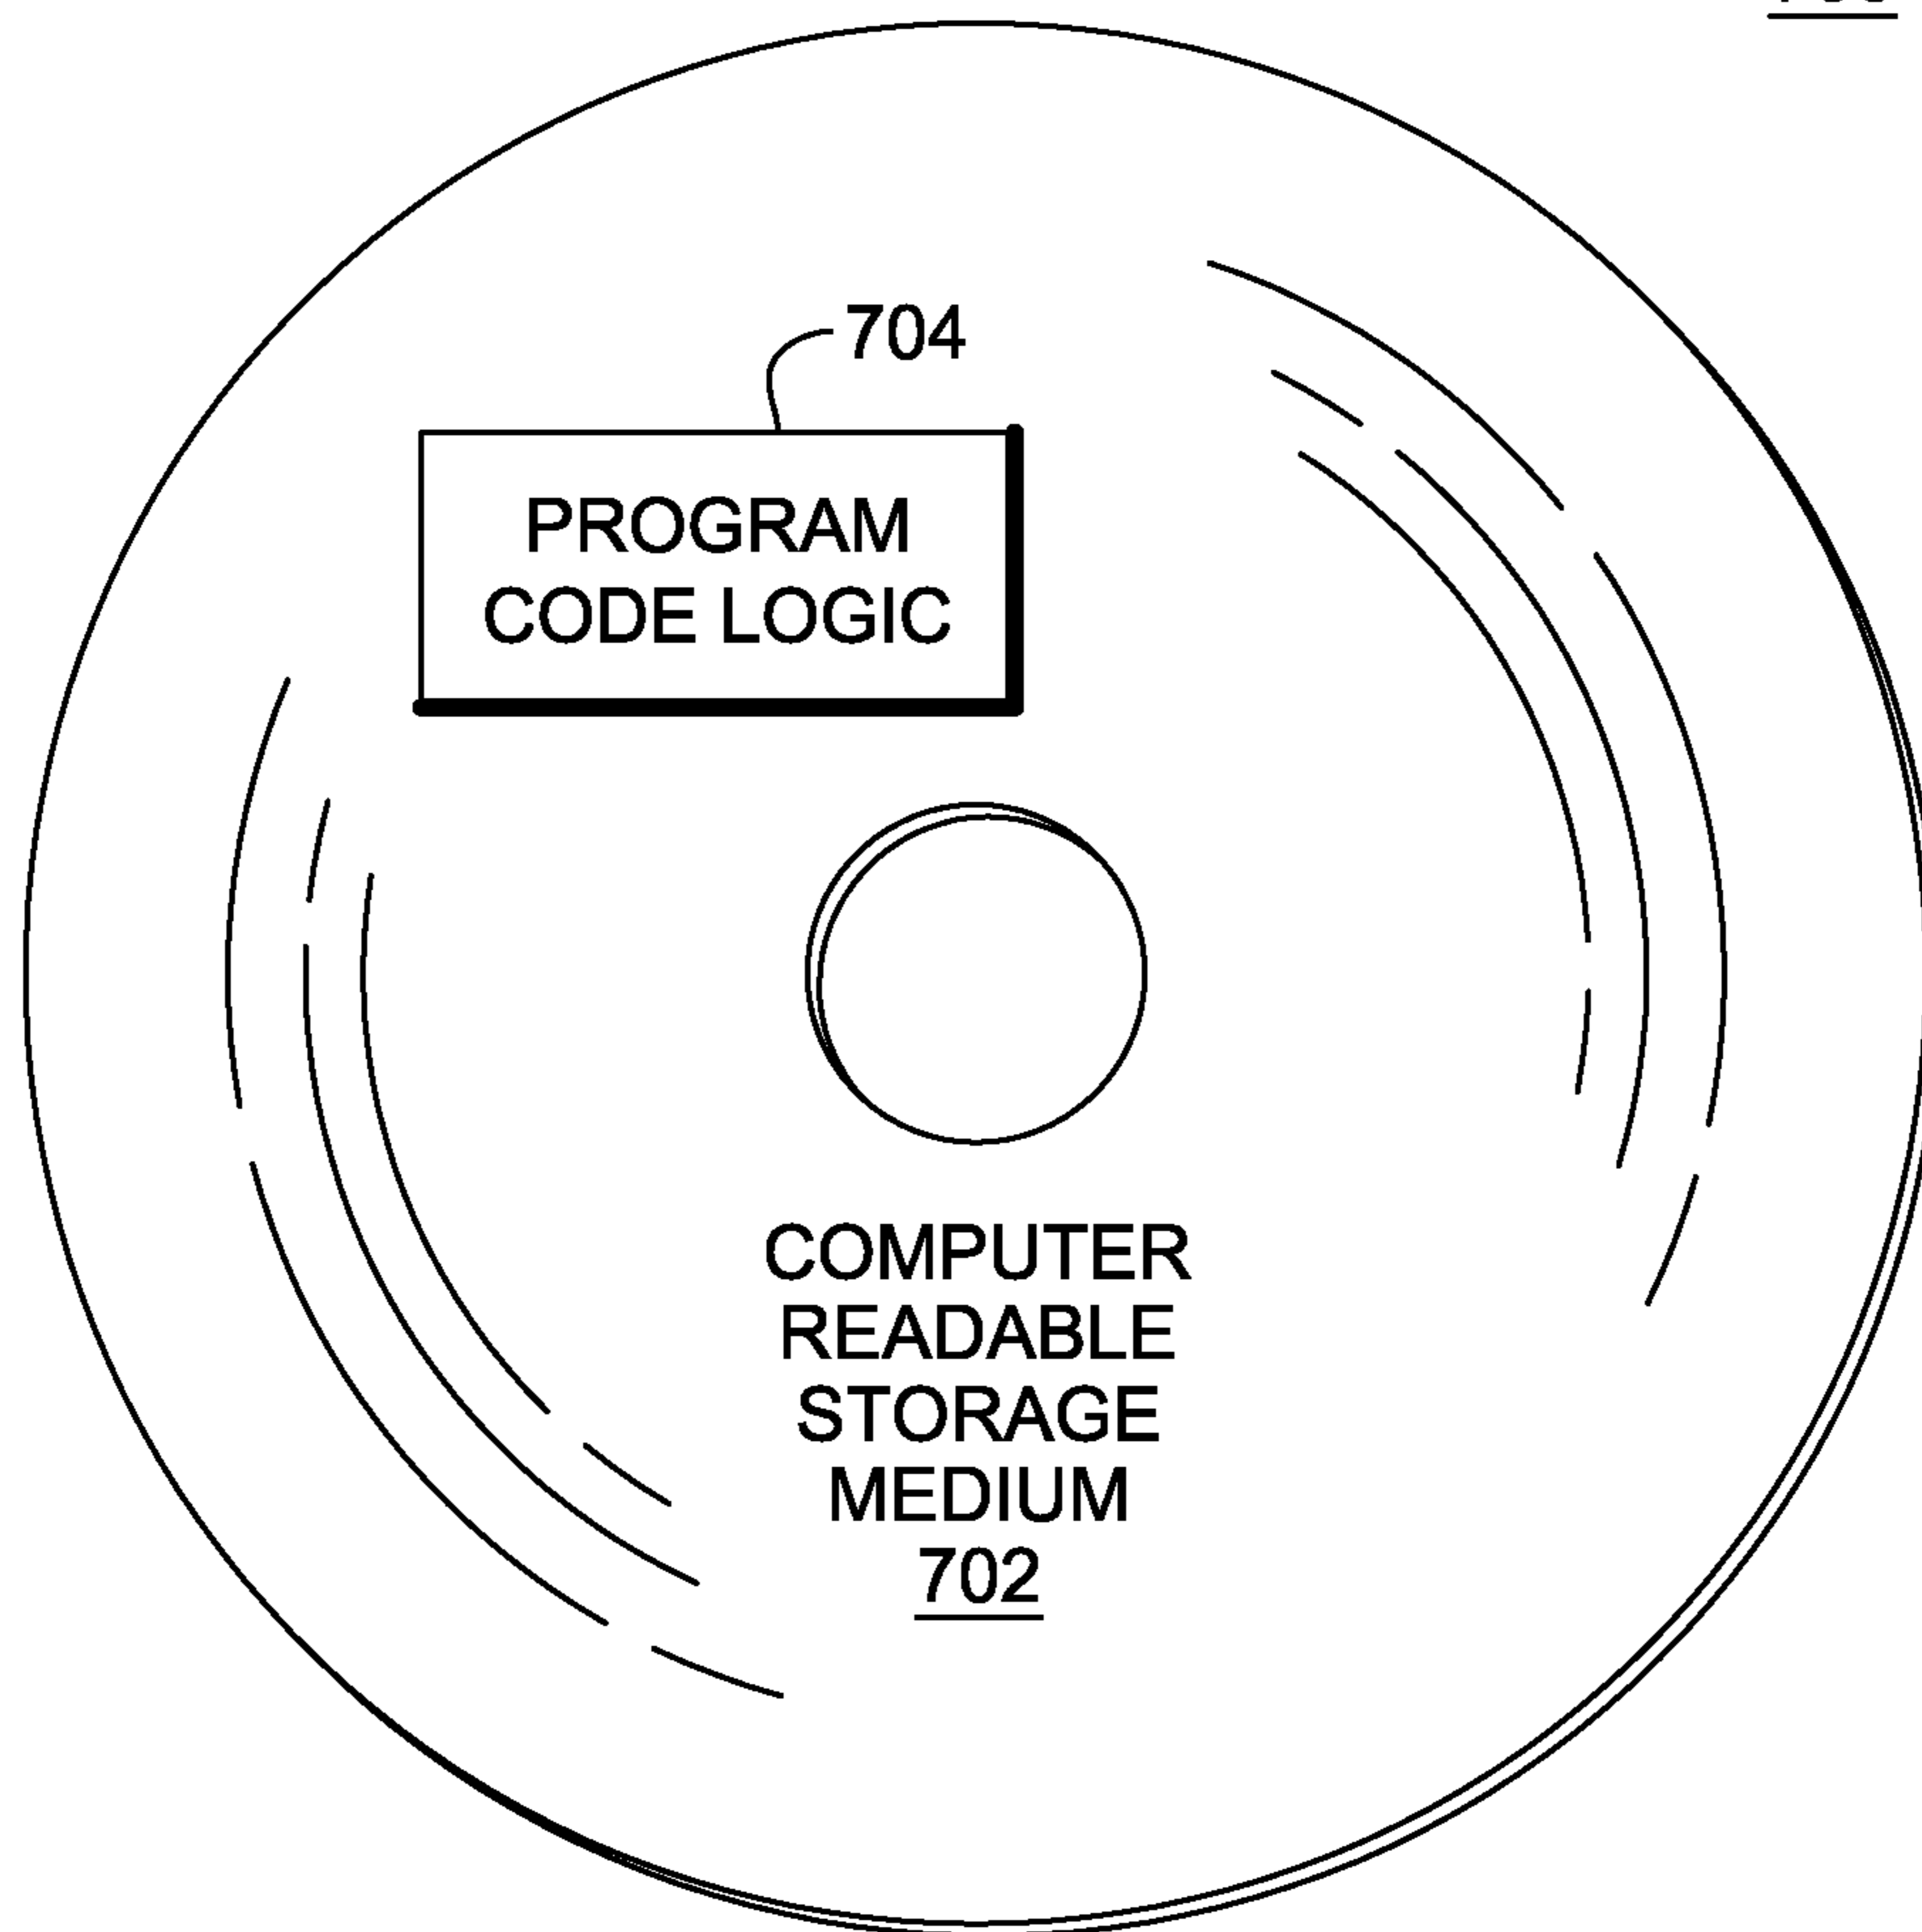 704
PROGRAM
CODE LOGIC
COMPUTER
READABLE
STORAGE
MEDIUM
702